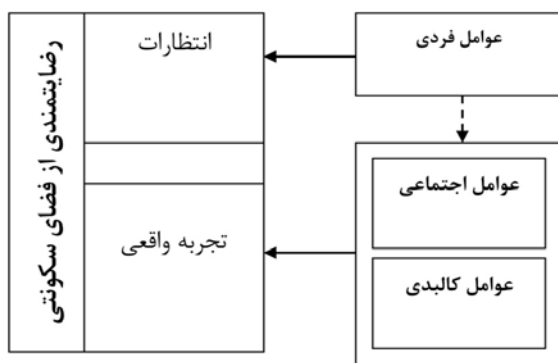 عوامل فردی
عوامل اجتماعی
عوامل کالبدی
انتظارات
تجربه واقعی
رضایتمندی از فضای سکونتی